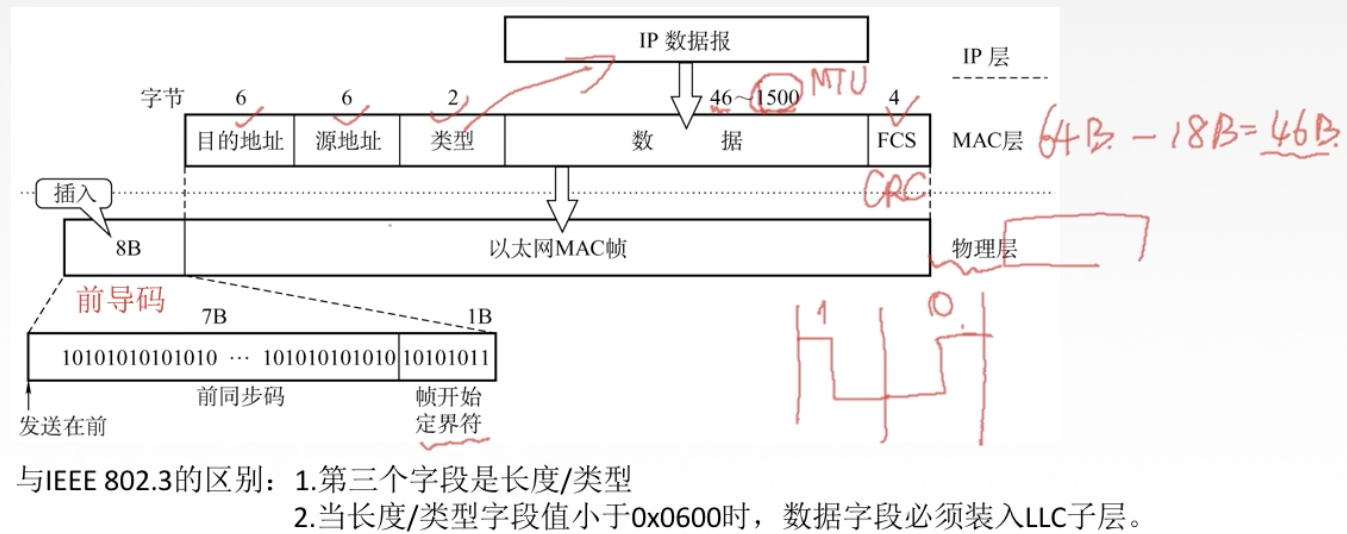 IP 数据报
IP 层
MTU
字节 6 6 2 46~1500 4
目的地址 源地址 类型 数 据 FCS MAC层
64B - 18B = 46B.
CRC
插入
8B 以太网MAC帧 物理层
前导码
7B 1B
1 0
10101010101010 ··· 101010101010 10101011
前同步码 帧开始
定界符
发送在前
与IEEE 802.3的区别：1.第三个字段是长度/类型
2.当长度/类型字段值小于0x0600时，数据字段必须装入LLC子层。